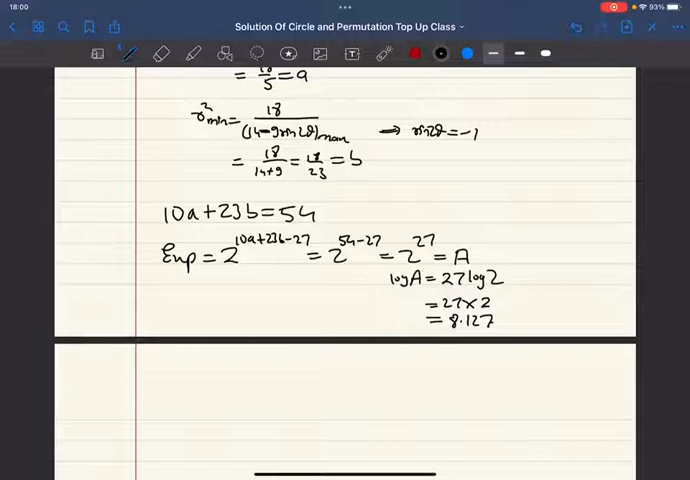 18:00
93%
Solution Of Circle and Permutation Top Up Class
= 18/5 = a
r²min = 18/(14-9sin2θ)max → sin2θ = -1
= 18/14+9 = 18/23 = b
10a+23b=54
Exp = 2^10a+23b-27 = 2^54-27 = 2^27 = A
logA = 27log2
= 27×2
= 8.127